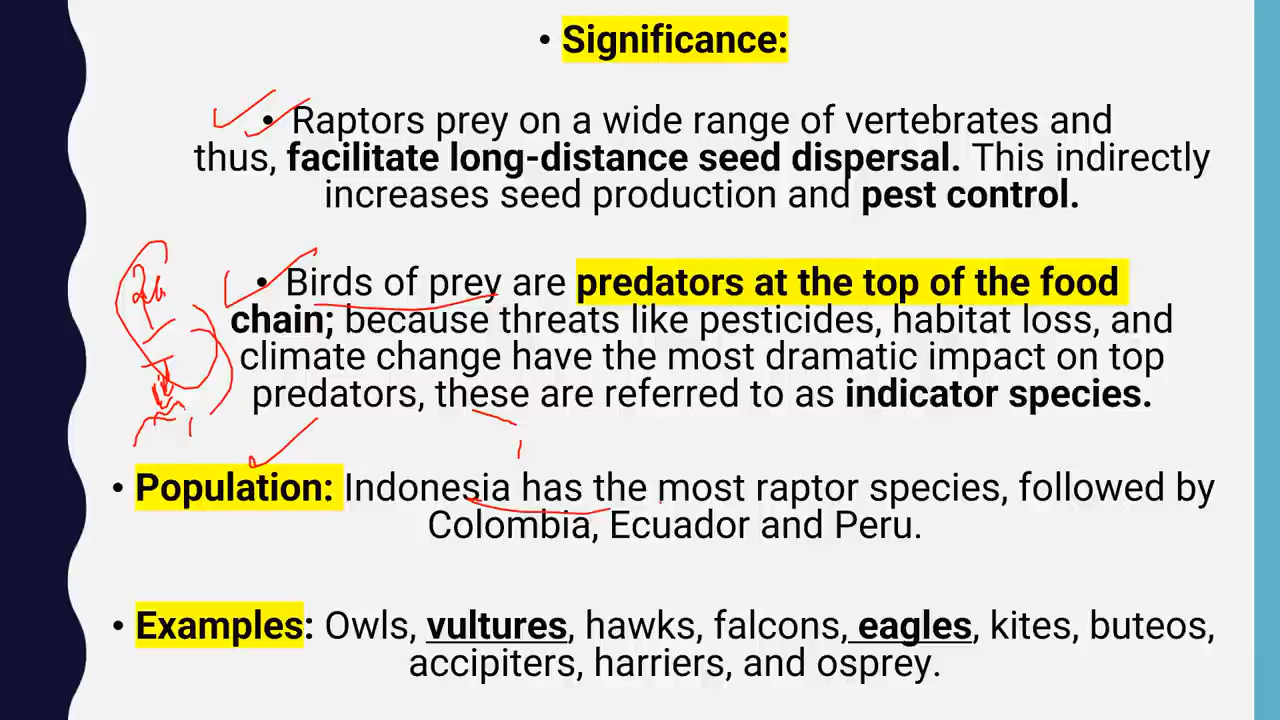 • Significance:
• Raptors prey on a wide range of vertebrates and
thus, facilitate long-distance seed dispersal. This indirectly
increases seed production and pest control.
• Birds of prey are predators at the top of the food
chain; because threats like pesticides, habitat loss, and
climate change have the most dramatic impact on top
predators, these are referred to as indicator species.
• Population: Indonesia has the most raptor species, followed by
Colombia, Ecuador and Peru.
• Examples: Owls, vultures, hawks, falcons, eagles, kites, buteos,
accipiters, harriers, and osprey.